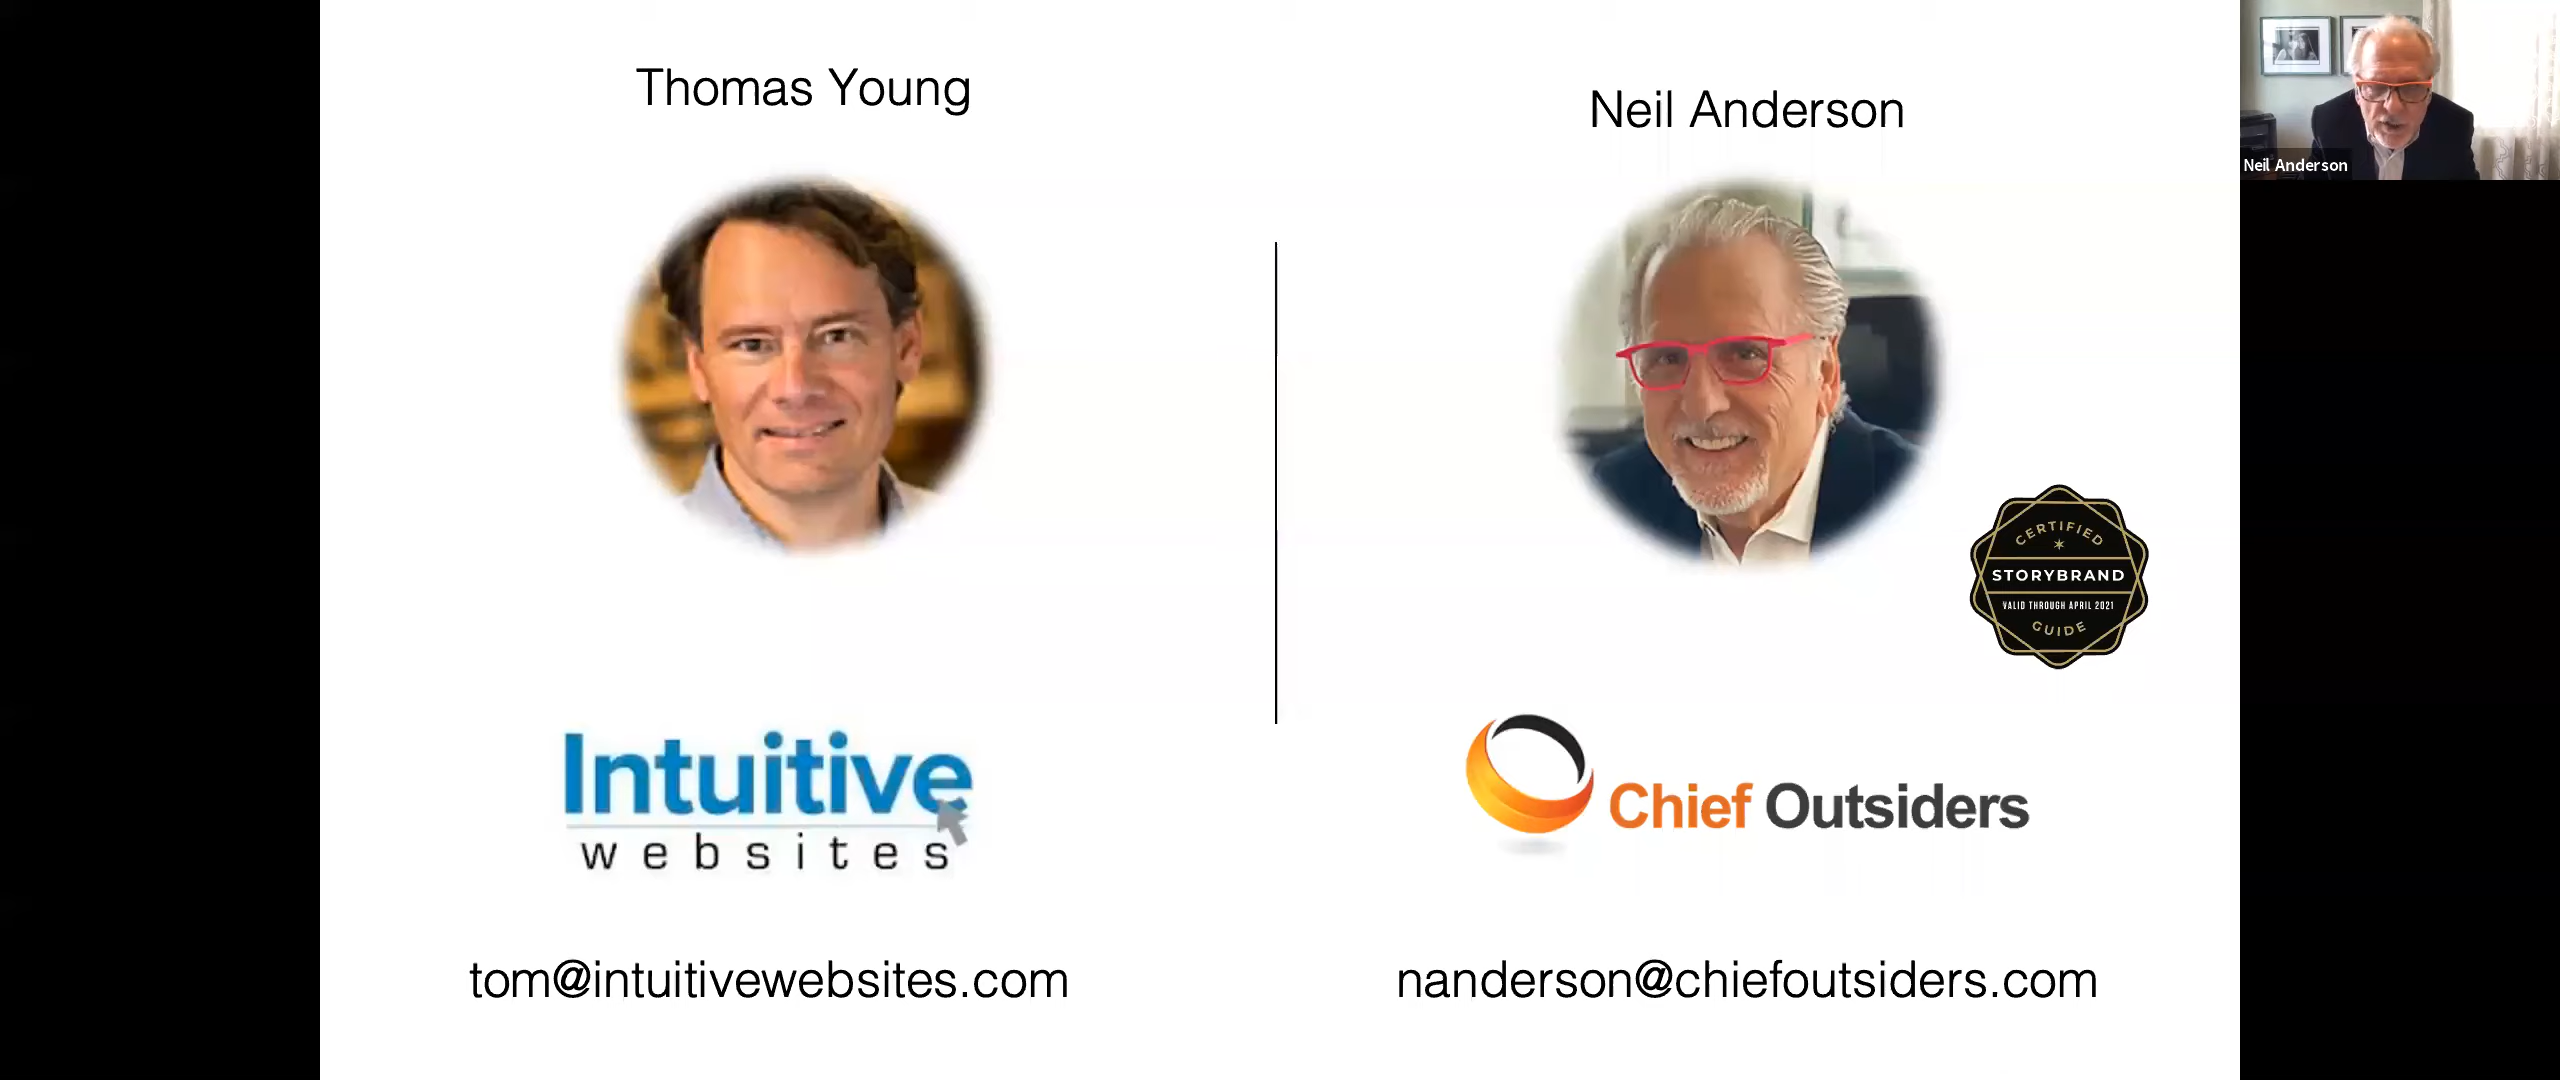 Thomas Young
Intuitive
websites
tom@intuitivewebsites.com
Neil Anderson
CERTIFIED
STORYBRAND
VALID THROUGH APRIL 2021
GUIDE
Chief Outsiders
nanderson@chiefoutsiders.com
Neil Anderson